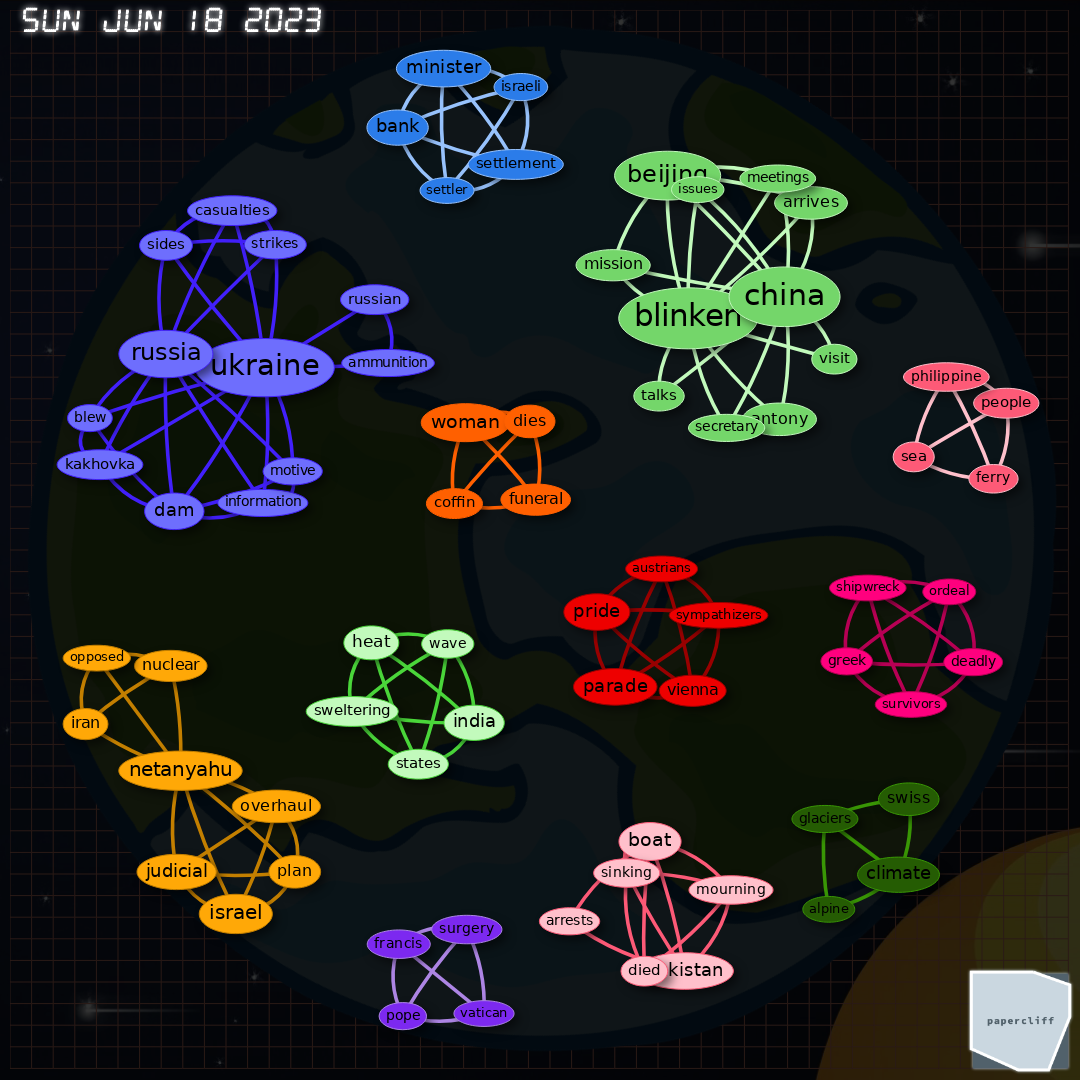 SUN JUN 18 2023
minister
israeli
bank
settlement
settler
beijing
issues
meetings
arrives
mission
blinken
china
visit
talks
secretary
antony
casualties
sides
strikes
russian
russia
ukraine
ammunition
blew
kakhovka
motive
information
dam
philippine
people
sea
ferry
woman
dies
coffin
funeral
austrians
pride
sympathizers
parade
vienna
shipwreck
ordeal
greek
deadly
survivors
heat
wave
sweltering
india
states
opposed
nuclear
iran
netanyahu
overhaul
judicial
plan
israel
swiss
glaciers
climate
alpine
boat
sinking
mourning
arrests
died
kistan
surgery
francis
pope
vatican
papercliff